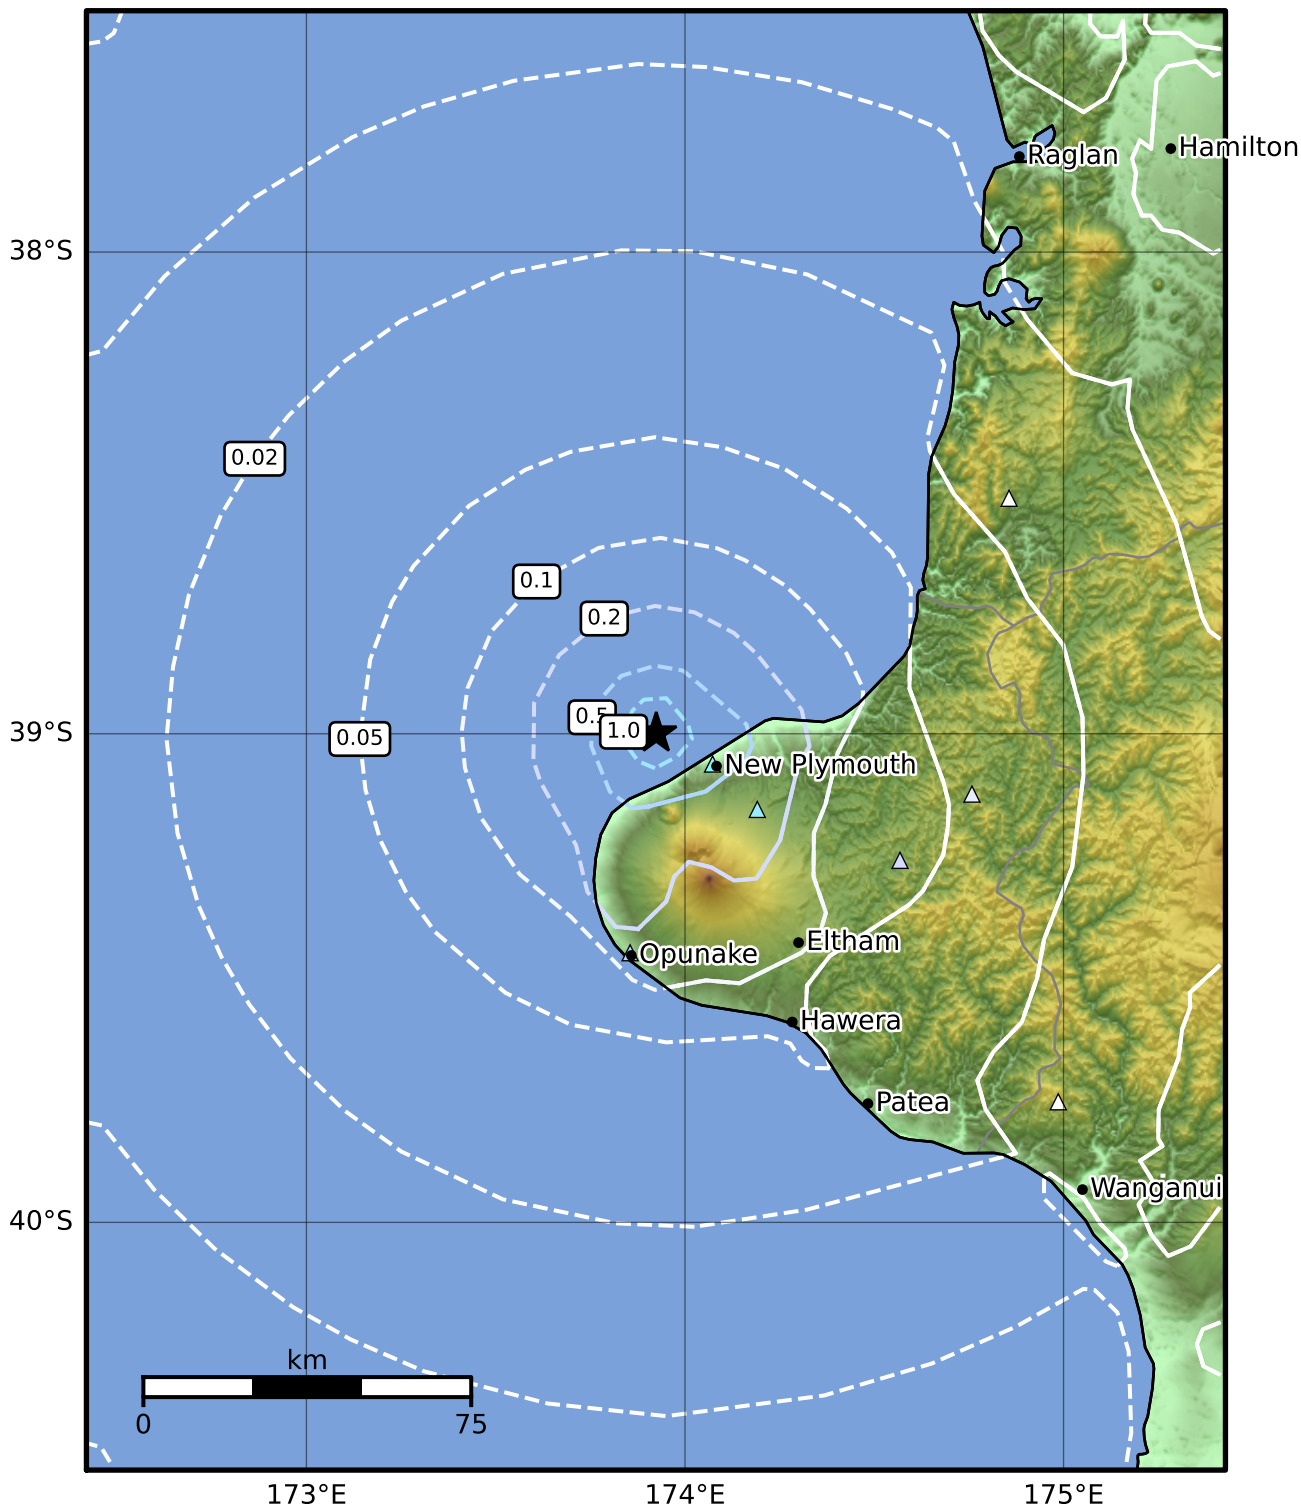 Raglan
Hamilton
38°S
0.02
0.1
0.2
0.5
1.0
39°S
0.05
New Plymouth
Eltham
Opunake
Hawera
Patea
Wanganui
40°S
km
0
75
173°E
174°E
175°E